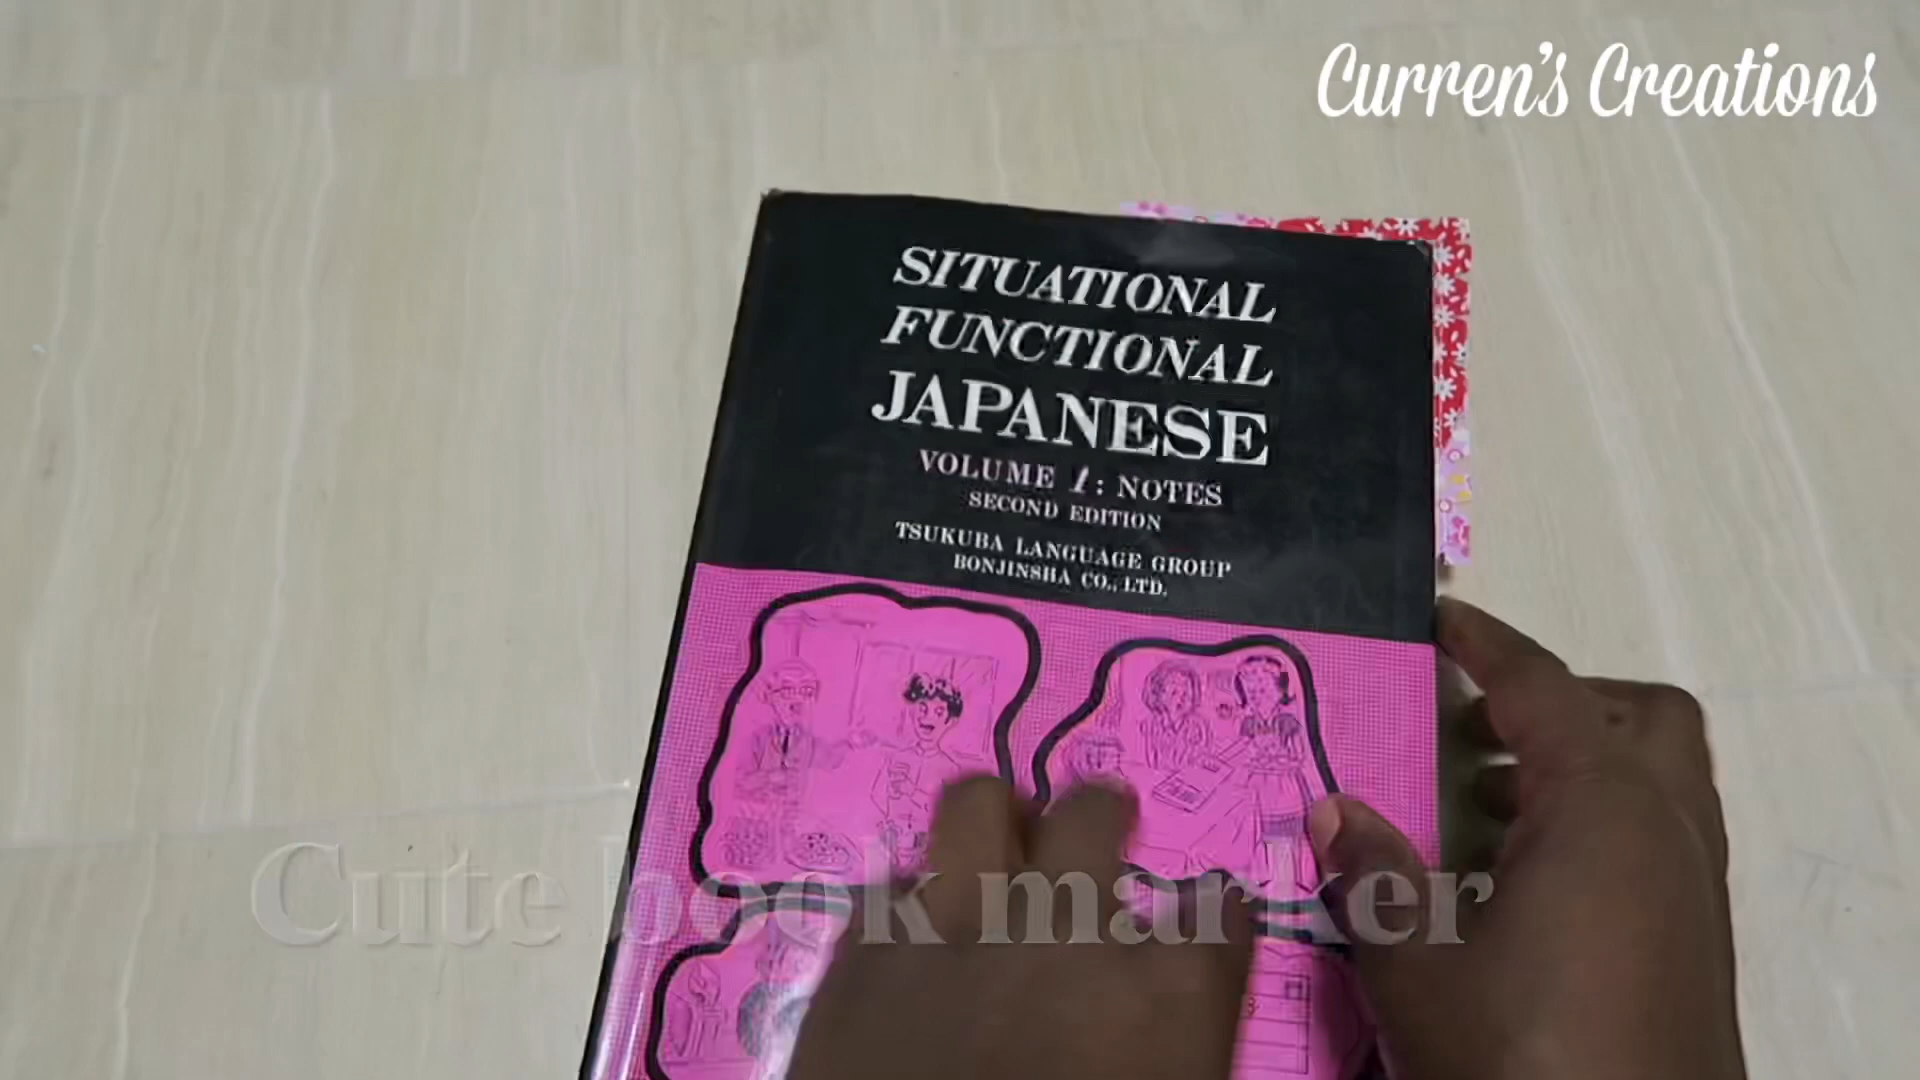 Curren's Creations
SITUATIONAL
FUNCTIONAL
JAPANESE
VOLUME 1: NOTES
SECOND EDITION
TSUKUBA LANGUAGE GROUP
BONJINSHA CO., LTD.
Cute book marker